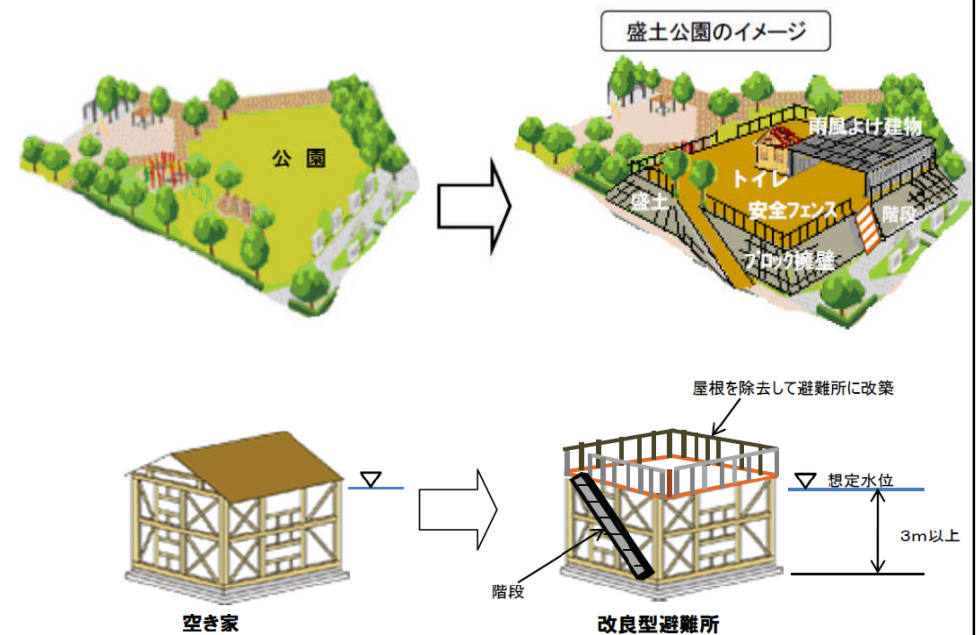 盛土公園のイメージ
公園
雨風よけ建物
トイレ
盛土
安全フェンス
階段
ブロック擁壁
屋根を除去して避難所に改築
想定水位
3m以上
階段
空き家
改良型避難所